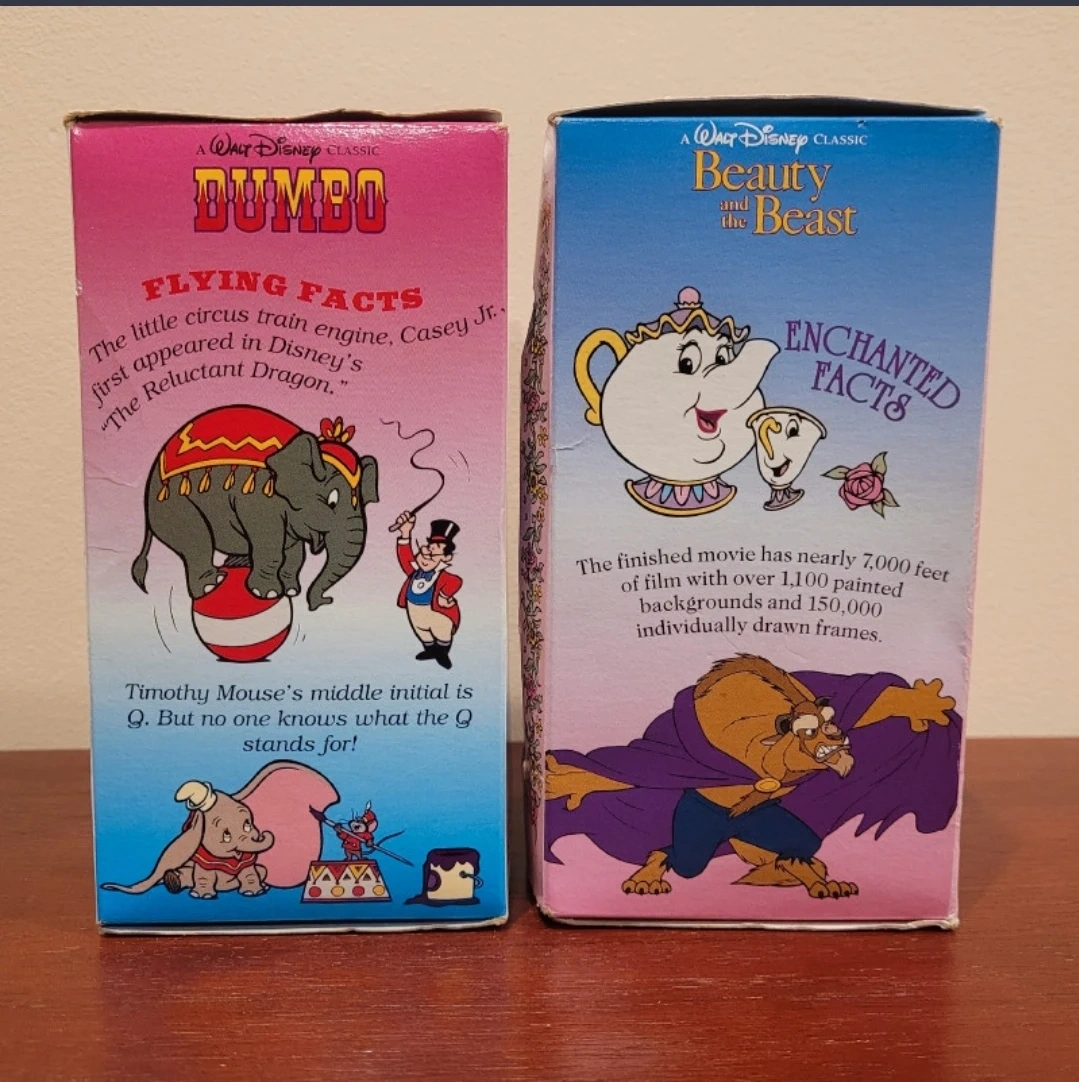 A WALT DISNEY CLASSIC
DUMBO
FLYING FACTS
The little circus train engine, Casey Jr.,
first appeared in Disney's
"The Reluctant Dragon."
Timothy Mouse's middle initial is
Q. But no one knows what the Q
stands for!
A WALT DISNEY CLASSIC
Beauty
and
the Beast
ENCHANTED
FACTS
The finished movie has nearly 7,000 feet
of film with over 1,100 painted
backgrounds and 150,000
individually drawn frames.